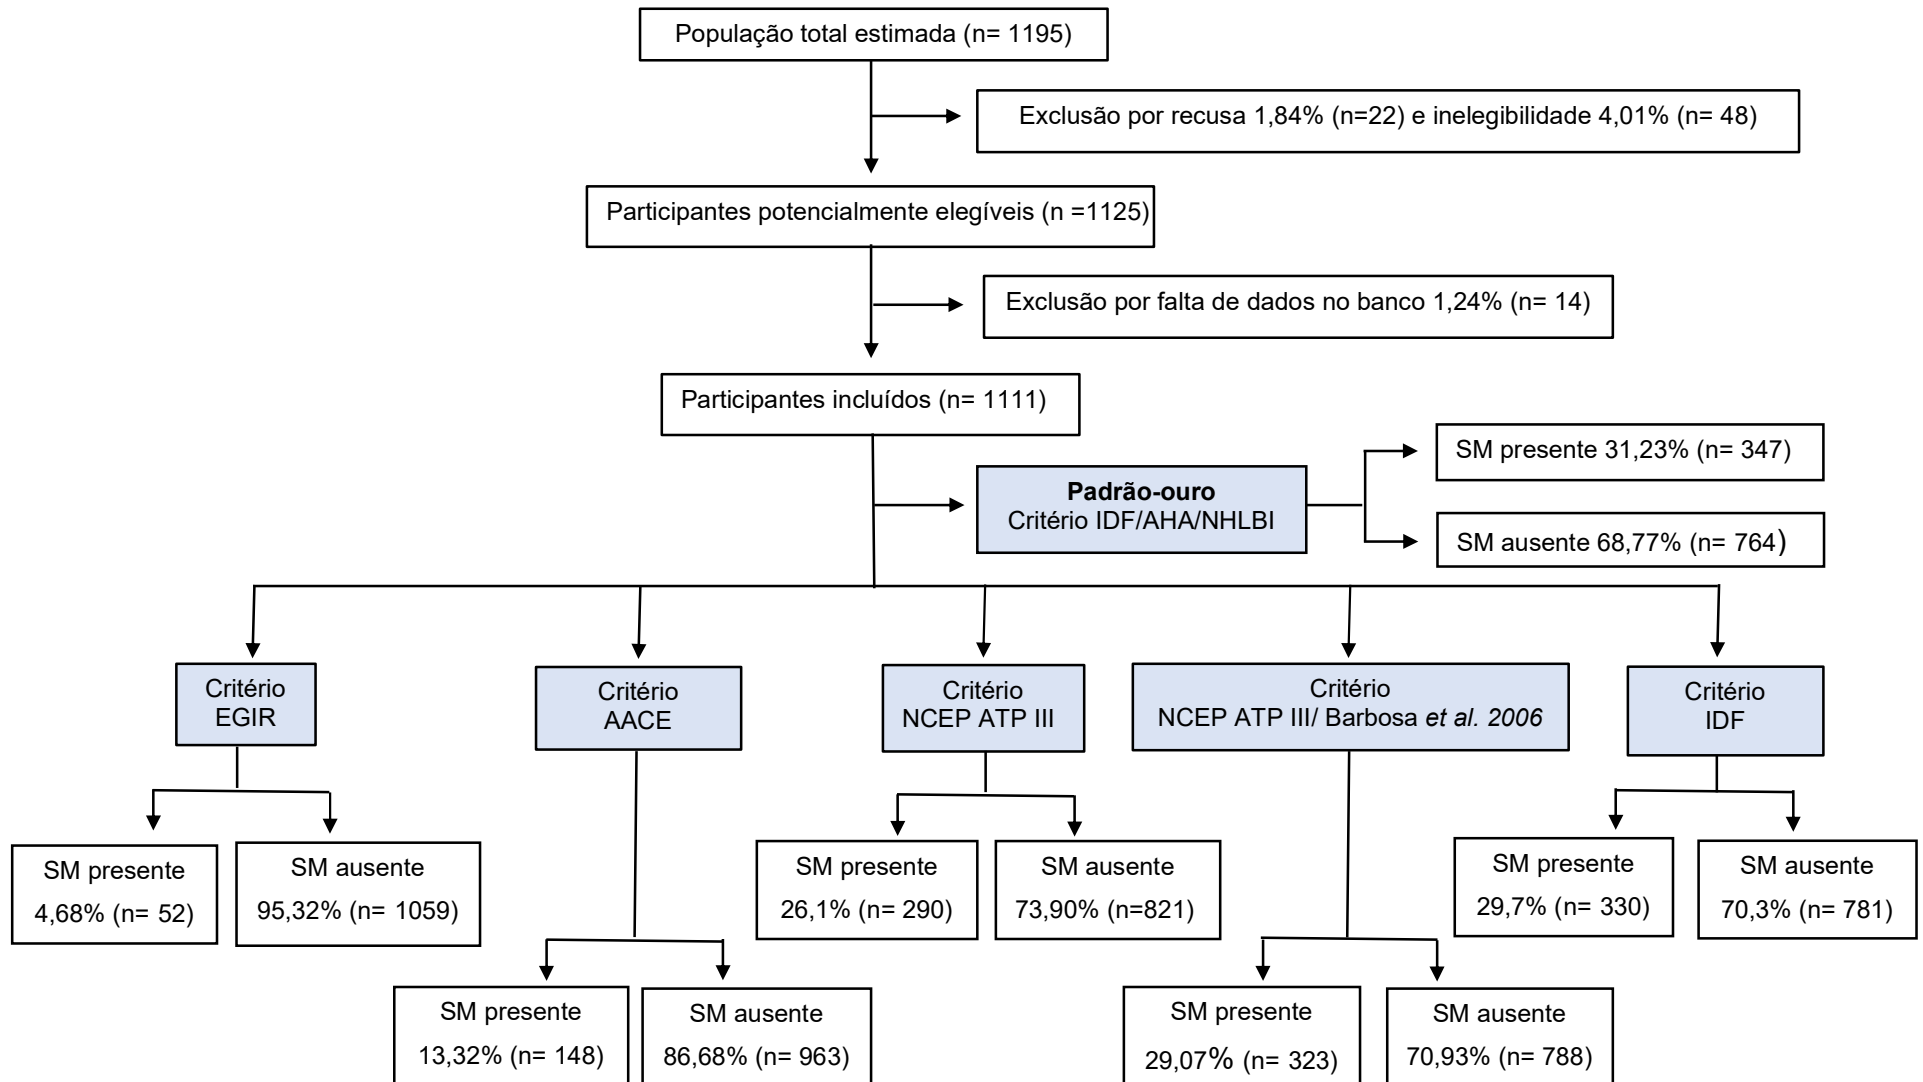 População total estimada (n= 1195)
Exclusão por recusa 1,84% (n=22) e inelegibilidade 4,01% (n= 48)
Participantes potencialmente elegíveis (n =1125)
Exclusão por falta de dados no banco 1,24% (n= 14)
Participantes incluídos (n= 1111)
Padrão-ouro
Critério IDF/AHA/NHLBI
SM presente 31,23% (n= 347)
SM ausente 68,77% (n= 764)
Critério
EGIR
Critério
AACE
Critério
NCEP ATP III
Critério
NCEP ATP III/ Barbosa et al. 2006
Critério
IDF
SM presente
4,68% (n= 52)
SM ausente
95,32% (n= 1059)
SM presente
13,32% (n= 148)
SM ausente
86,68% (n= 963)
SM presente
26,1% (n= 290)
SM ausente
73,90% (n=821)
SM presente
29,07% (n= 323)
SM ausente
70,93% (n= 788)
SM presente
29,7% (n= 330)
SM ausente
70,3% (n= 781)